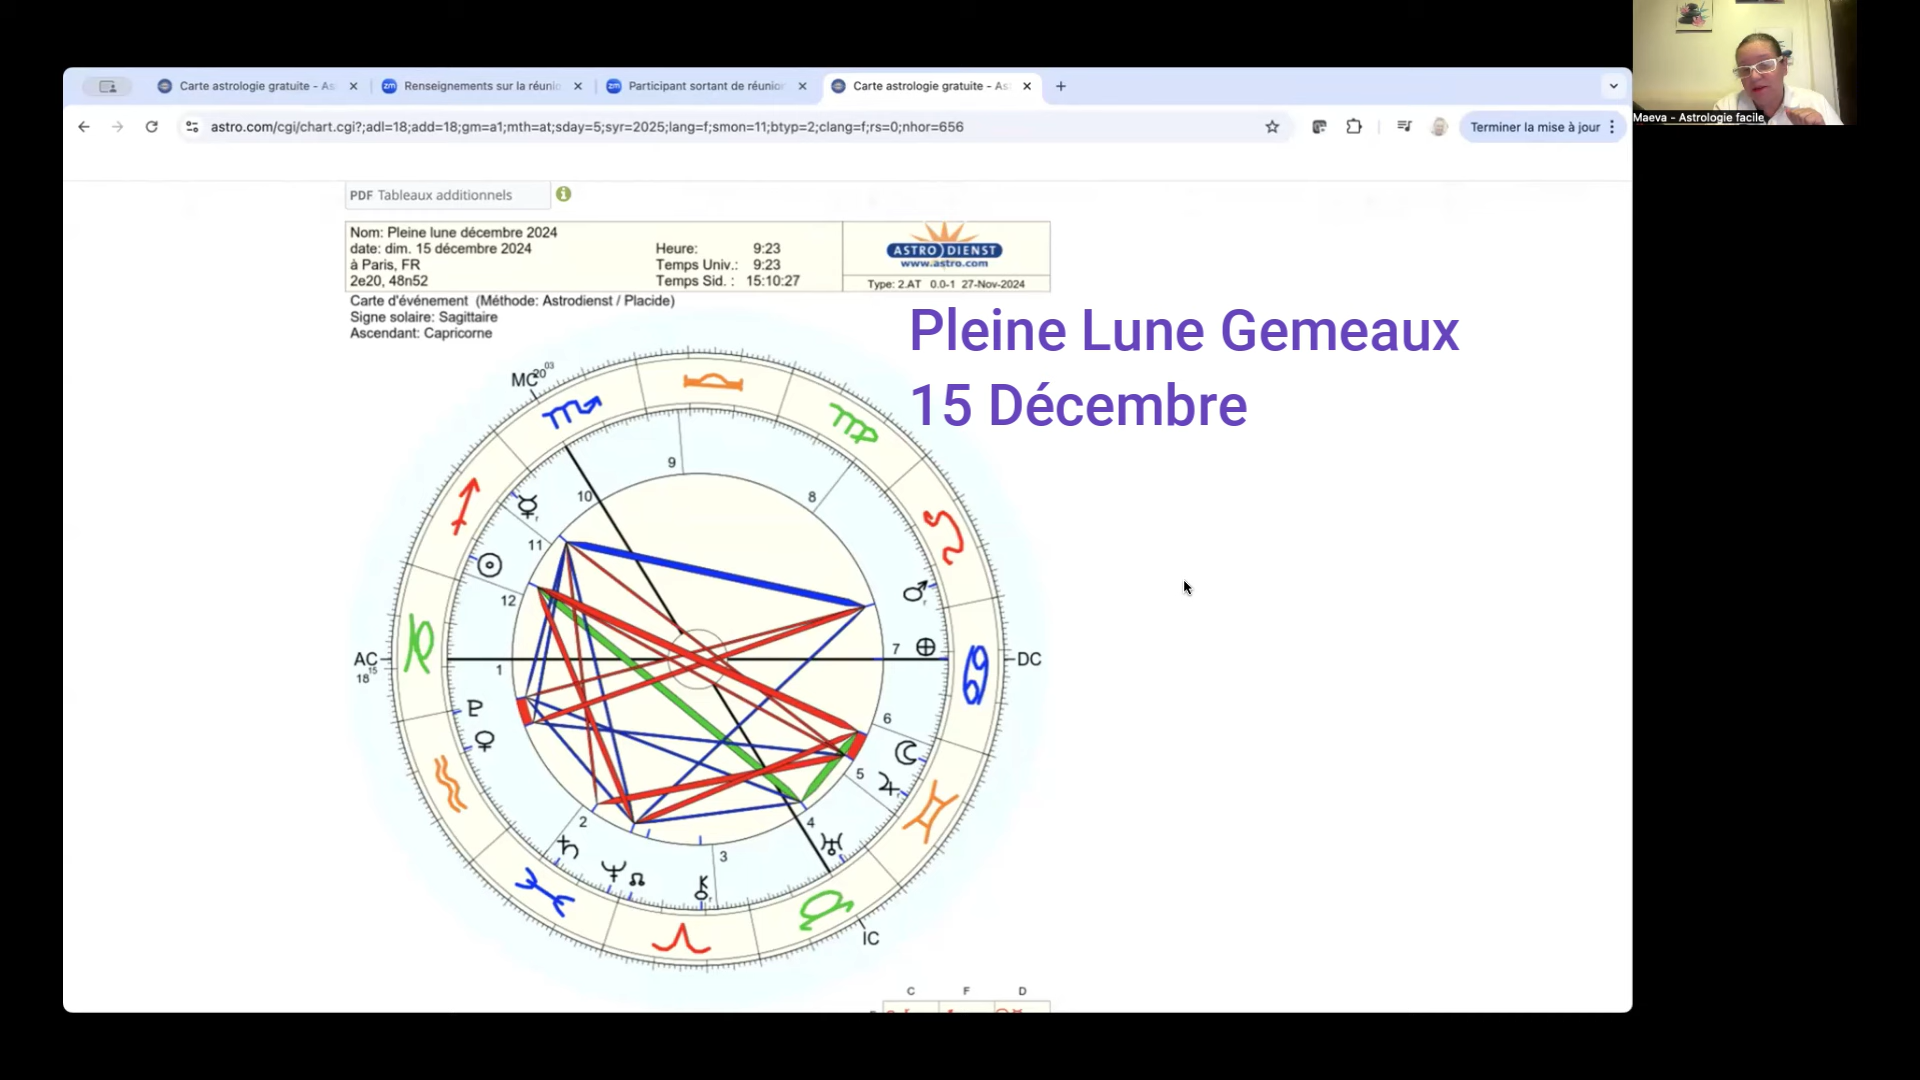 Carte astrologie gratuite - As
Renseignements sur la réunio
Participant sortant de réunion
Carte astrologie gratuite - As
astro.com/cgi/chart.cgi?;adl=18;add=18;gm=a1;mth=at;sday=5;syr=2025;lang=f;smon=11;btyp=2;clang=f;rs=0;nhor=656
Terminer la mise à jour
Maeva - Astrologie facile
PDF Tableaux additionnels
Nom: Pleine lune décembre 2024
date: dim. 15 décembre 2024
à Paris, FR
2e20, 48n52
Heure: 9:23
Temps Univ.: 9:23
Temps Sid. : 15:10:27
ASTRO DIENST
www.astro.com
Type: 2.AT 0.0-1 27-Nov-2024
Carte d'événement (Méthode: Astrodienst / Placide)
Signe solaire: Sagittaire
Ascendant: Capricorne
Pleine Lune Gemeaux
15 Décembre
MC 20 03
9
10
8
11
12
AC
18 15
1
7
DC
6
5
2
4
3
IC
C F D